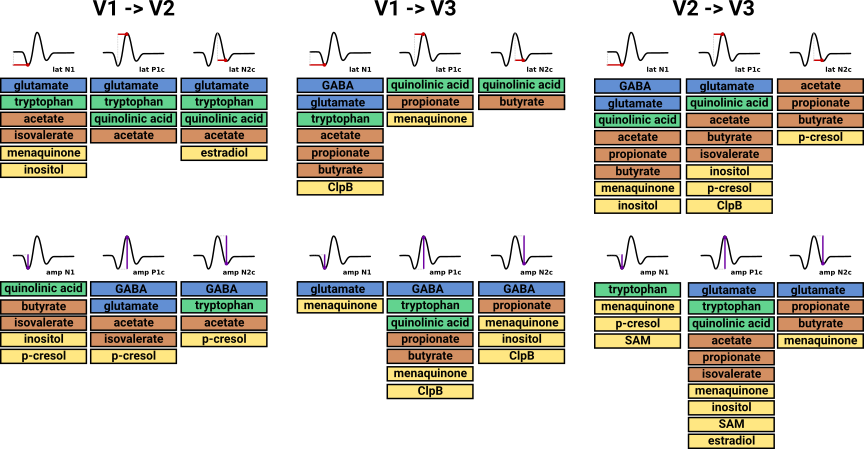 V1 -> V2
V1 -> V3
V2 -> V3
lat N1
lat P1c
lat N2c
lat N1
lat P1c
lat N2c
lat N1
lat P1c
lat N2c
glutamate
tryptophan
acetate
isovalerate
menaquinone
inositol
glutamate
tryptophan
quinolinic acid
acetate
glutamate
tryptophan
quinolinic acid
acetate
estradiol
GABA
glutamate
tryptophan
acetate
propionate
butyrate
ClpB
quinolinic acid
propionate
menaquinone
quinolinic acid
butyrate
GABA
glutamate
quinolinic acid
acetate
propionate
butyrate
menaquinone
inositol
glutamate
quinolinic acid
acetate
butyrate
isovalerate
inositol
p-cresol
ClpB
acetate
propionate
butyrate
p-cresol
amp N1
amp P1c
amp N2c
amp N1
amp P1c
amp N2c
amp N1
amp P1c
amp N2c
quinolinic acid
butyrate
isovalerate
inositol
p-cresol
GABA
glutamate
acetate
isovalerate
p-cresol
GABA
tryptophan
acetate
p-cresol
glutamate
menaquinone
GABA
tryptophan
quinolinic acid
propionate
butyrate
menaquinone
ClpB
GABA
propionate
menaquinone
inositol
ClpB
tryptophan
menaquinone
p-cresol
SAM
glutamate
tryptophan
quinolinic acid
acetate
propionate
isovalerate
menaquinone
inositol
SAM
estradiol
glutamate
propionate
butyrate
menaquinone